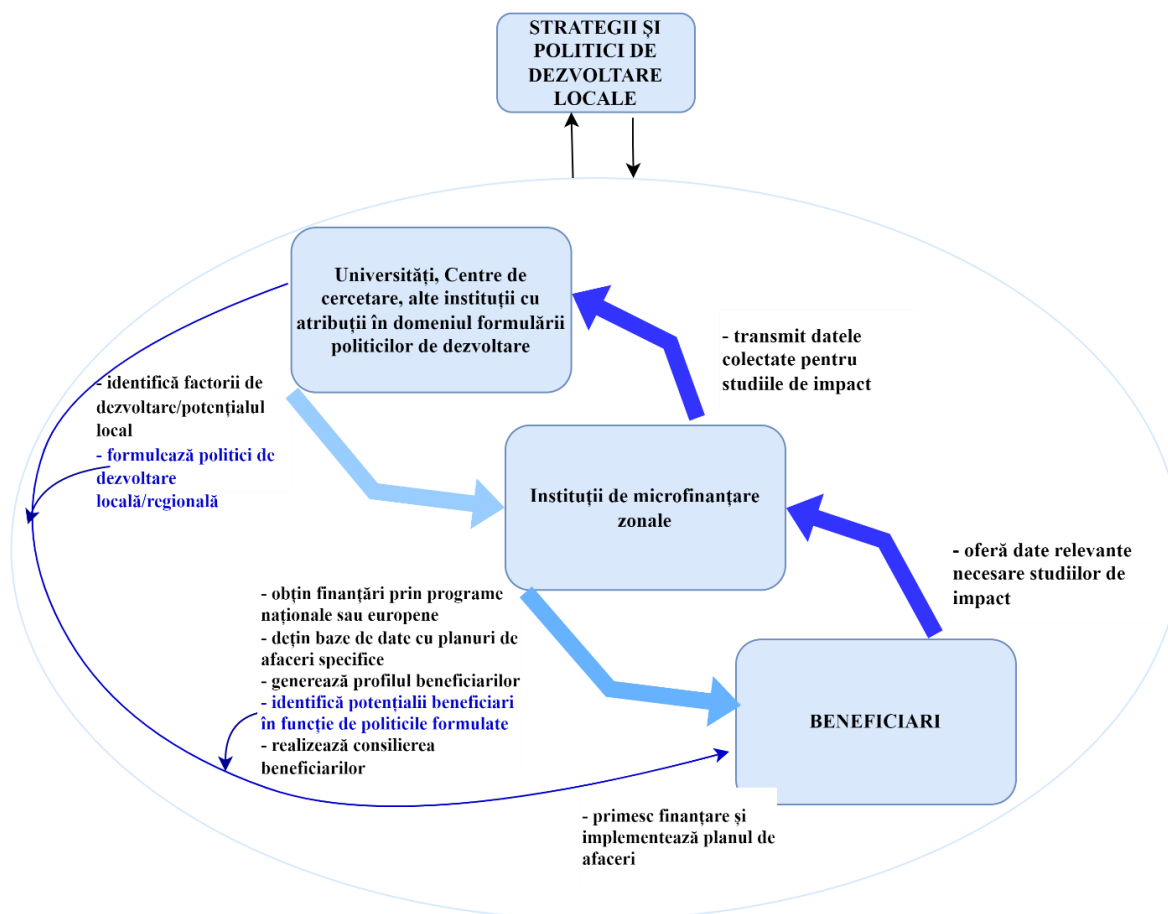 STRATEGII ȘI
POLITICI DE
DEZVOLTARE
LOCALE
Universități, Centre de
cercetare, alte instituții cu
atribuții în domeniul formulării
politicilor de dezvoltare
- transmit datele
colectate pentru
studiile de impact
- identifică factorii de
dezvoltare/potențialul
local
- formulează politici de
dezvoltare
locală/regională
Instituții de microfinanțare
zonale
- oferă date relevante
necesare studiilor de
impact
- obțin finanțări prin programe
naționale sau europene
- dețin baze de date cu planuri de
afaceri specifice
- generează profilul beneficiarilor
- identifică potențialii beneficiari
în funcție de politicile formulate
- realizează consilierea
beneficiarilor
BENEFICIARI
- primesc finanțare și
implementează planul de
afaceri